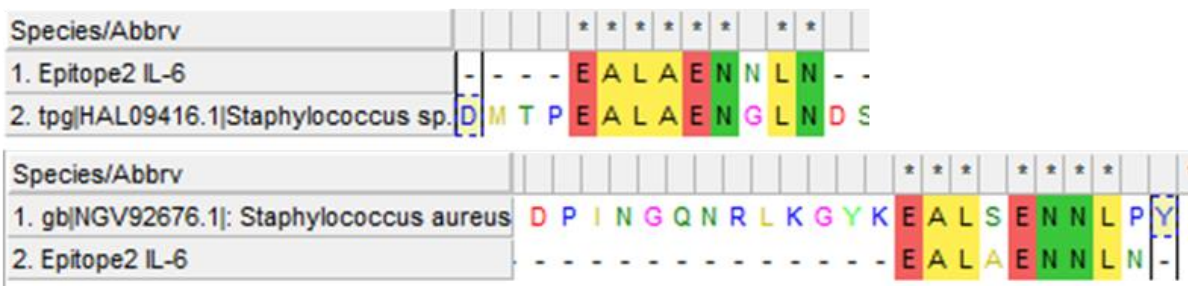 Species/Abbrv * * * * * * * *
1. Epitope2 IL-6 - - - - E A L A E N N L N - -
2. tpg|HAL09416.1|Staphylococcus sp. D M T P E A L A E N G L N D S
Species/Abbrv * * * * * * *
1. gb|NGV92676.1|: Staphylococcus aureus D P I N G Q N R L K G Y K E A L S E N N L P Y
2. Epitope2 IL-6 - - - - - - - - - - - - - E A L A E N N L N -